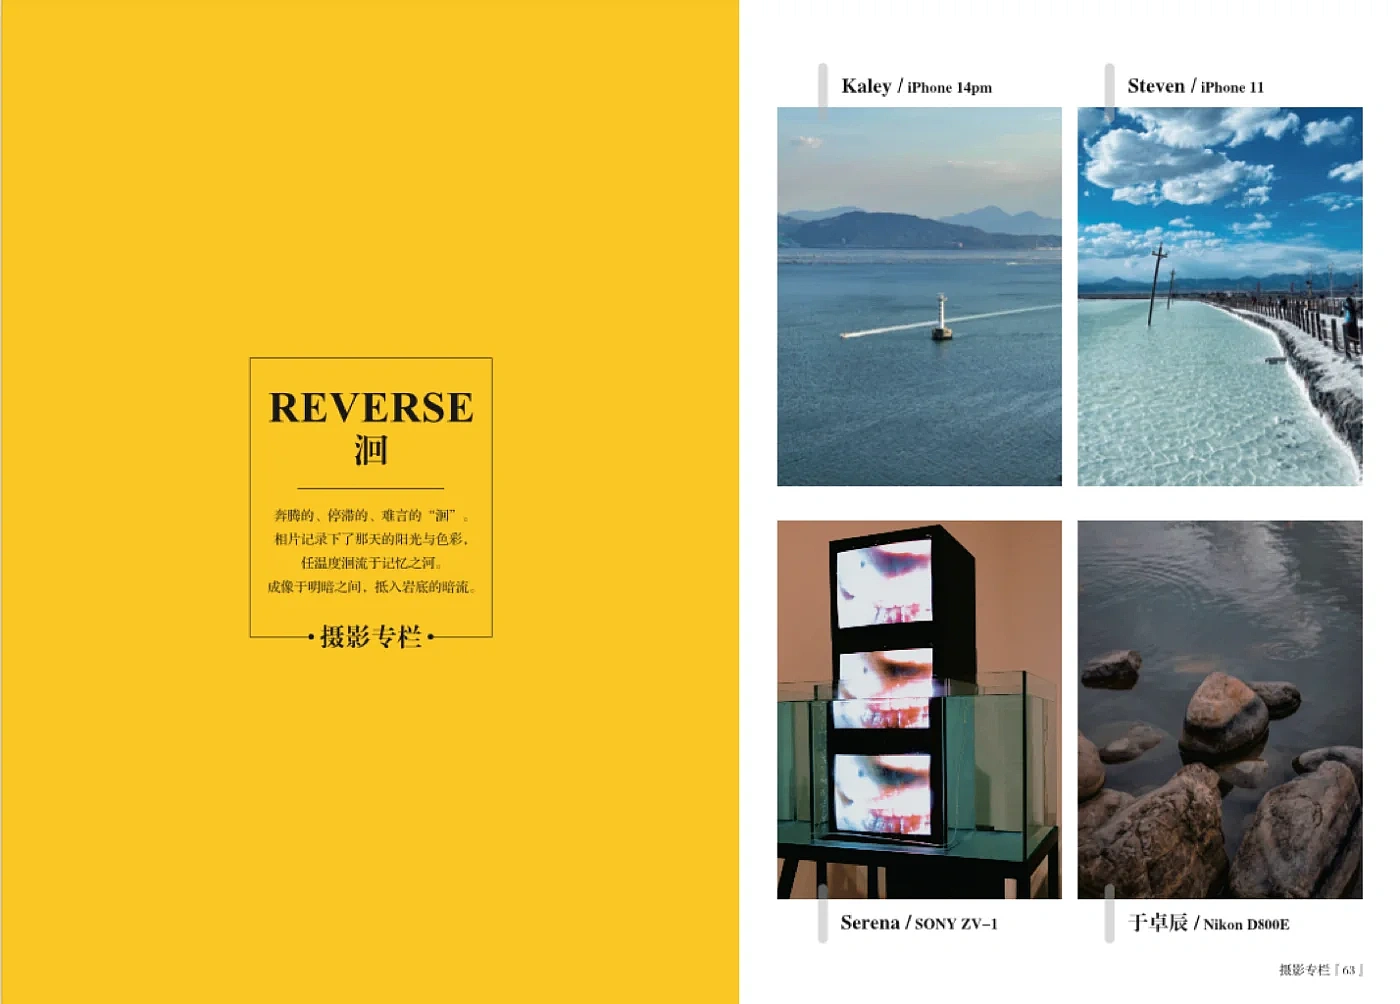 REVERSE
洄
奔腾的、停滞的、难言的“洄”。
相片记录下了那天的阳光与色彩，
任温度洄流于记忆之河。
成像于明暗之间，抵入岩底的暗流。
·摄影专栏·
Kaley / iPhone 14pm
Steven / iPhone 11
Serena / SONY ZV-1
于卓辰 / Nikon D800E
摄影专栏『63』